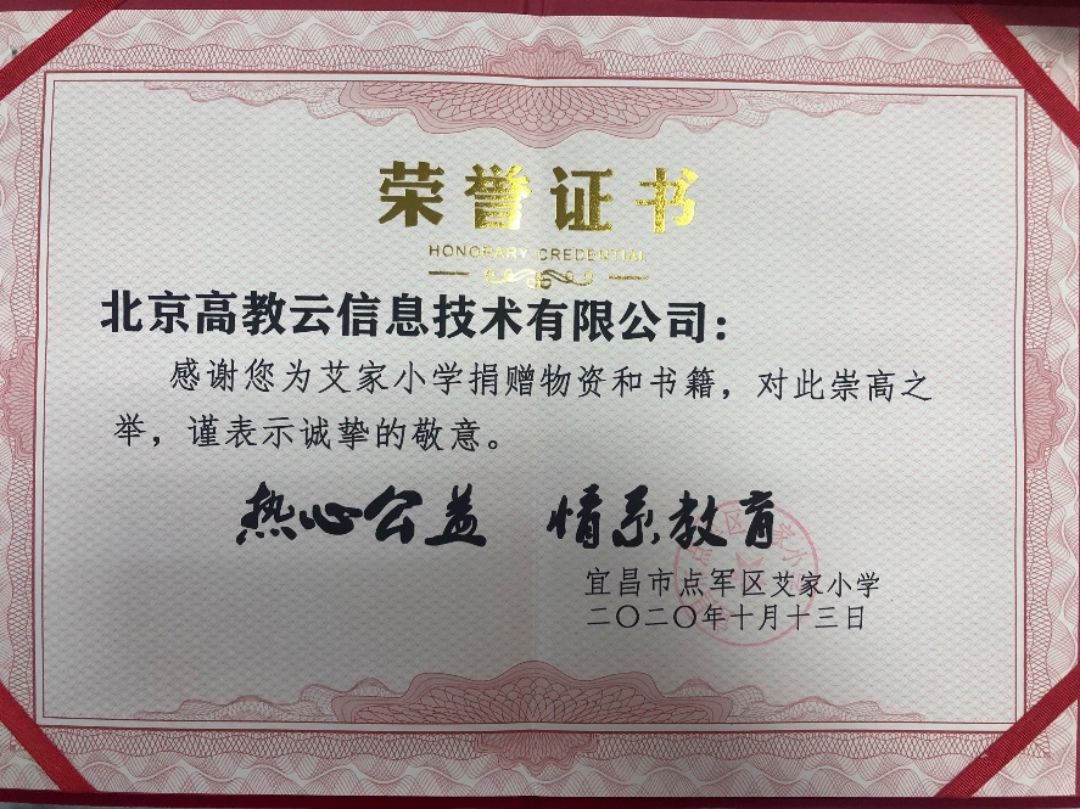 荣誉证书
HONORARY CREDENTIAL
北京高教云信息技术有限公司：
感谢您为艾家小学捐赠物资和书籍，对此崇高之
举，谨表示诚挚的敬意。
热心公益 情系教育
宜昌市点军区艾家小学
二〇二〇年十月十三日